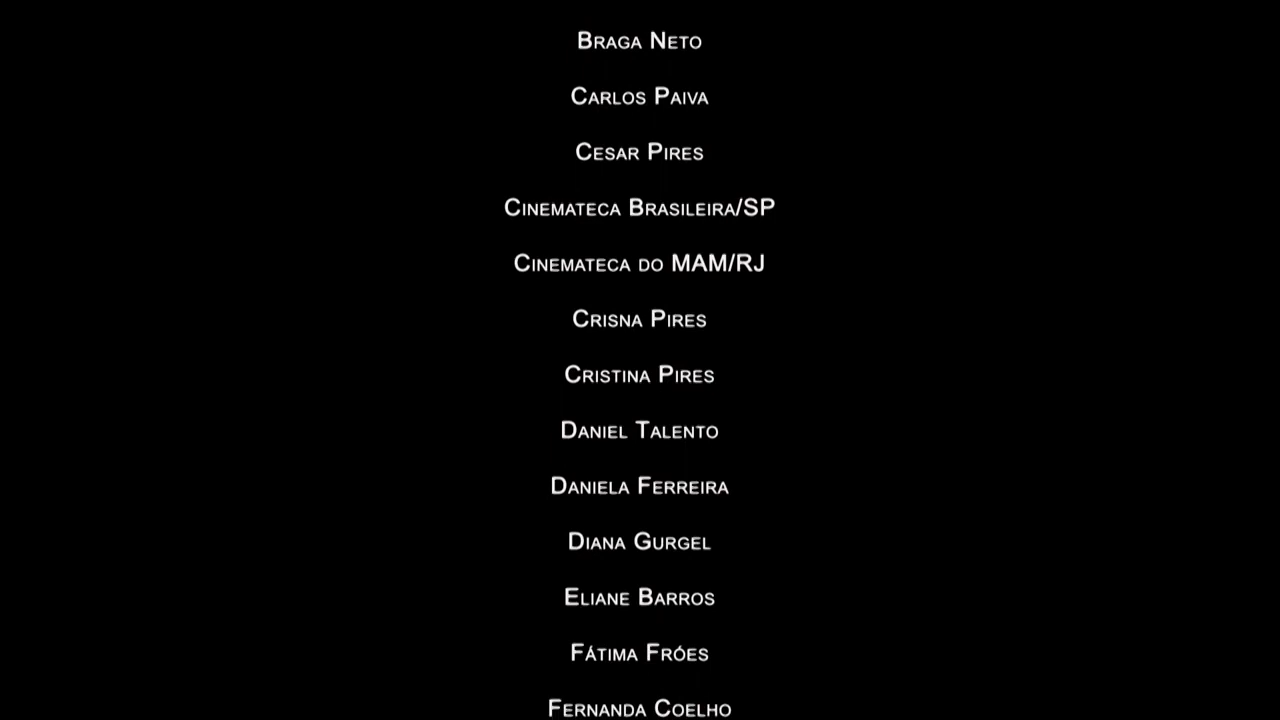 Braga Neto
Carlos Paiva
Cesar Pires
Cinemateca Brasileira/SP
Cinemateca do MAM/RJ
Crisna Pires
Cristina Pires
Daniel Talento
Daniela Ferreira
Diana Gurgel
Eliane Barros
Fátima Fróes
Fernanda Coelho